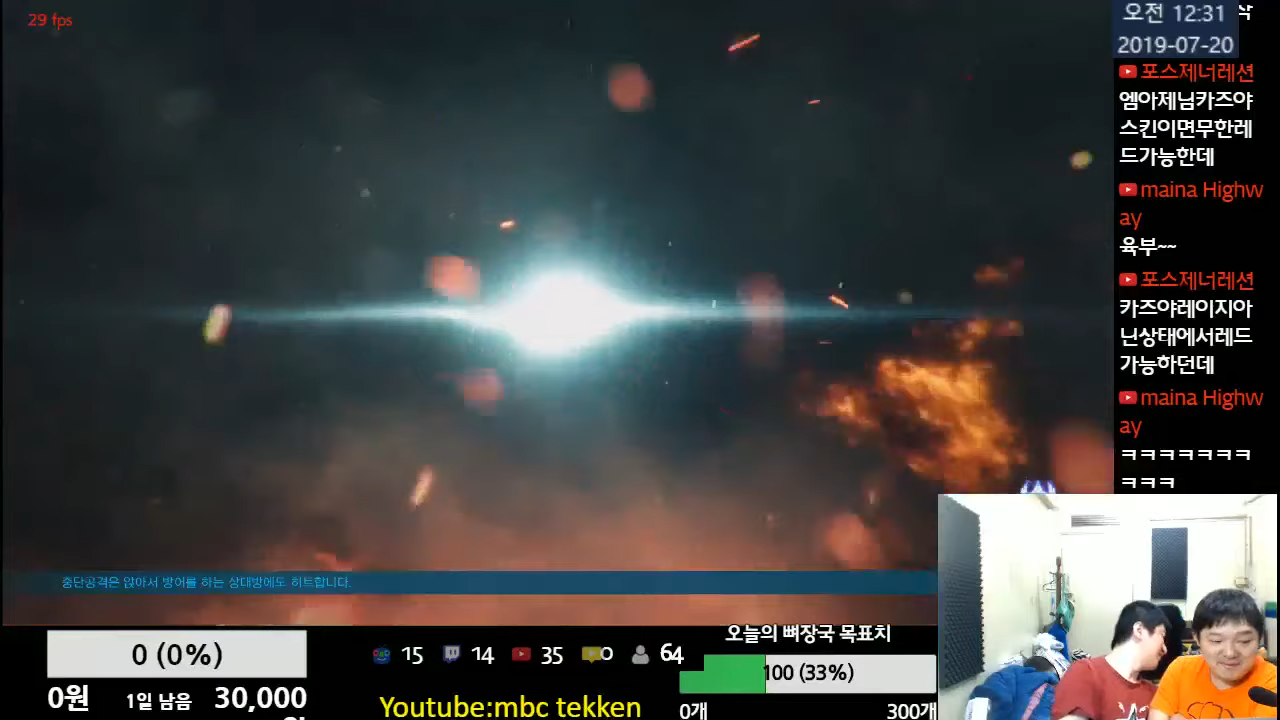 29 fps
오전 12:31
2019-07-20
포스제너레션
엠아제님카즈야
스킨이면무한레
드가능한데
maina Highw
ay
육부~~
포스제너레션
카즈야레이지아
닌상태에서레드
가능하던데
maina Highw
ay
ㅋㅋㅋㅋㅋㅋㅋ
ㅋㅋㅋ
중단공격은 앉아서 방어를 하는 상대방에도 히트합니다.
0 (0%)
0원 1일 남음 30,000
15 14 35 0 64
Youtube:mbc tekken
오늘의 뼈장국 목표치
100 (33%)
0개 300개